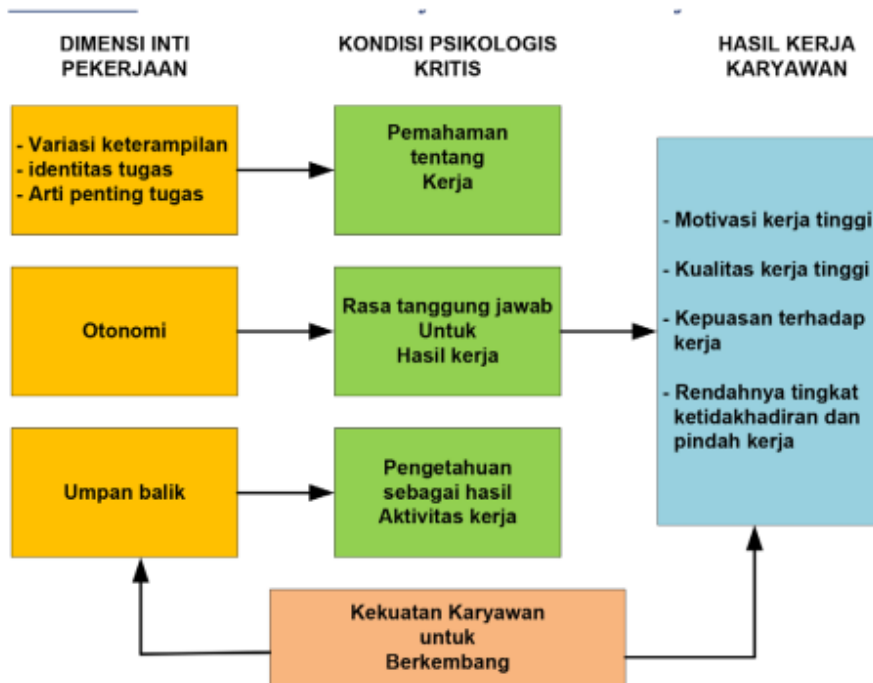 DIMENSI INTI
PEKERJAAN
KONDISI PSIKOLOGIS
KRITIS
HASIL KERJA
KARYAWAN
- Variasi keterampilan
- identitas tugas
- Arti penting tugas
Pemahaman
tentang
Kerja
Otonomi
Rasa tanggung jawab
Untuk
Hasil kerja
Umpan balik
Pengetahuan
sebagai hasil
Aktivitas kerja
- Motivasi kerja tinggi
- Kualitas kerja tinggi
- Kepuasan terhadap
kerja
- Rendahnya tingkat
ketidakhadiran dan
pindah kerja
Kekuatan Karyawan
untuk
Berkembang